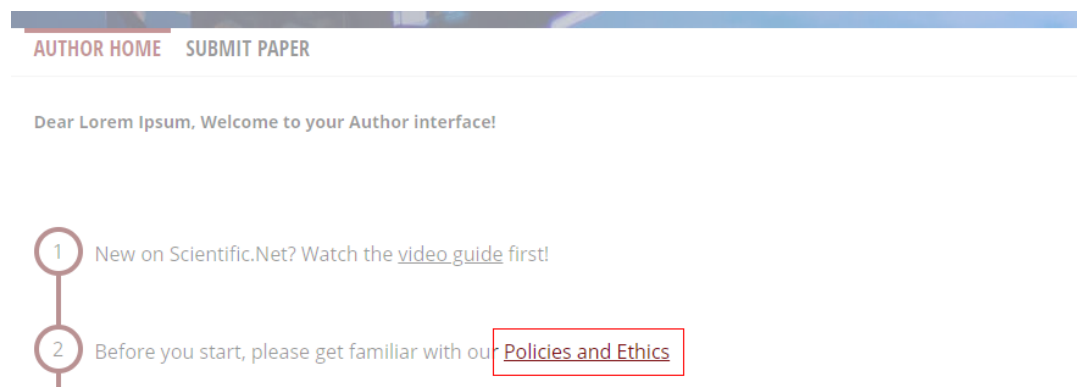 AUTHOR HOME SUBMIT PAPER
Dear Lorem Ipsum, Welcome to your Author interface!
1 New on Scientific.Net? Watch the video guide first!
2 Before you start, please get familiar with our Policies and Ethics